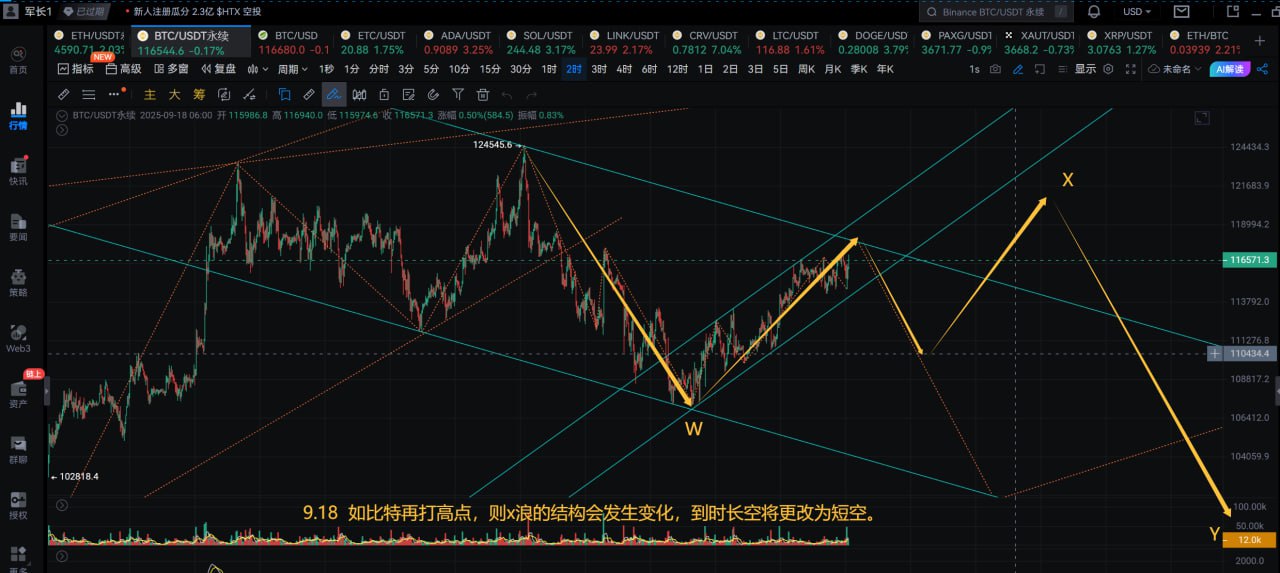 军长1 已过期 • 新人注册瓜分 2.3亿 $HTX 空投 Binance BTC/USDT 永续 / USD
ETH/USDT永 BTC/USDT永续 BTC/USD ETC/USDT ADA/USDT SOL/USDT LINK/USDT CRV/USDT LTC/USDT DOGE/USD PAXG/USDT XAUT/USDT XRP/USDT ETH/BTC
4590.71 2.03% 116544.6 -0.17% 116680.0 -0.1 20.88 1.75% 0.9089 3.25% 244.48 3.17% 23.99 2.17% 0.7812 7.04% 116.88 1.61% 0.28008 3.79% 3671.77 -0.9% 3668.2 -0.73% 3.0763 1.27% 0.03939 2.21%
NEW
指标 高级 多窗 复盘 周期 1秒 1分 分时 3分 5分 10分 15分 30分 1时 2时 3时 4时 6时 12时 1日 2日 3日 5日 周K 月K 季K 年K 1s 显示 未命名 AI解读
主 大 筹
首页
行情
快讯
要闻
策略
Web3
链上
资产
群聊
授权
更多
BTC/USDT永续 2025-09-18 06:00 开 115986.8 高 116940.0 低 115974.6 收 116571.3 涨幅 0.50%(584.5) 振幅 0.83%
124545.6
102818.4
W
X
Y
9.18 如比特再打高点，则x浪的结构会发生变化，到时长空将更改为短空。
124434.3
121683.9
118994.2
116571.3
113792.0
111276.8
110434.4
108817.2
106412.0
104059.9
100.00k
50.00k
12.0k
2000.0